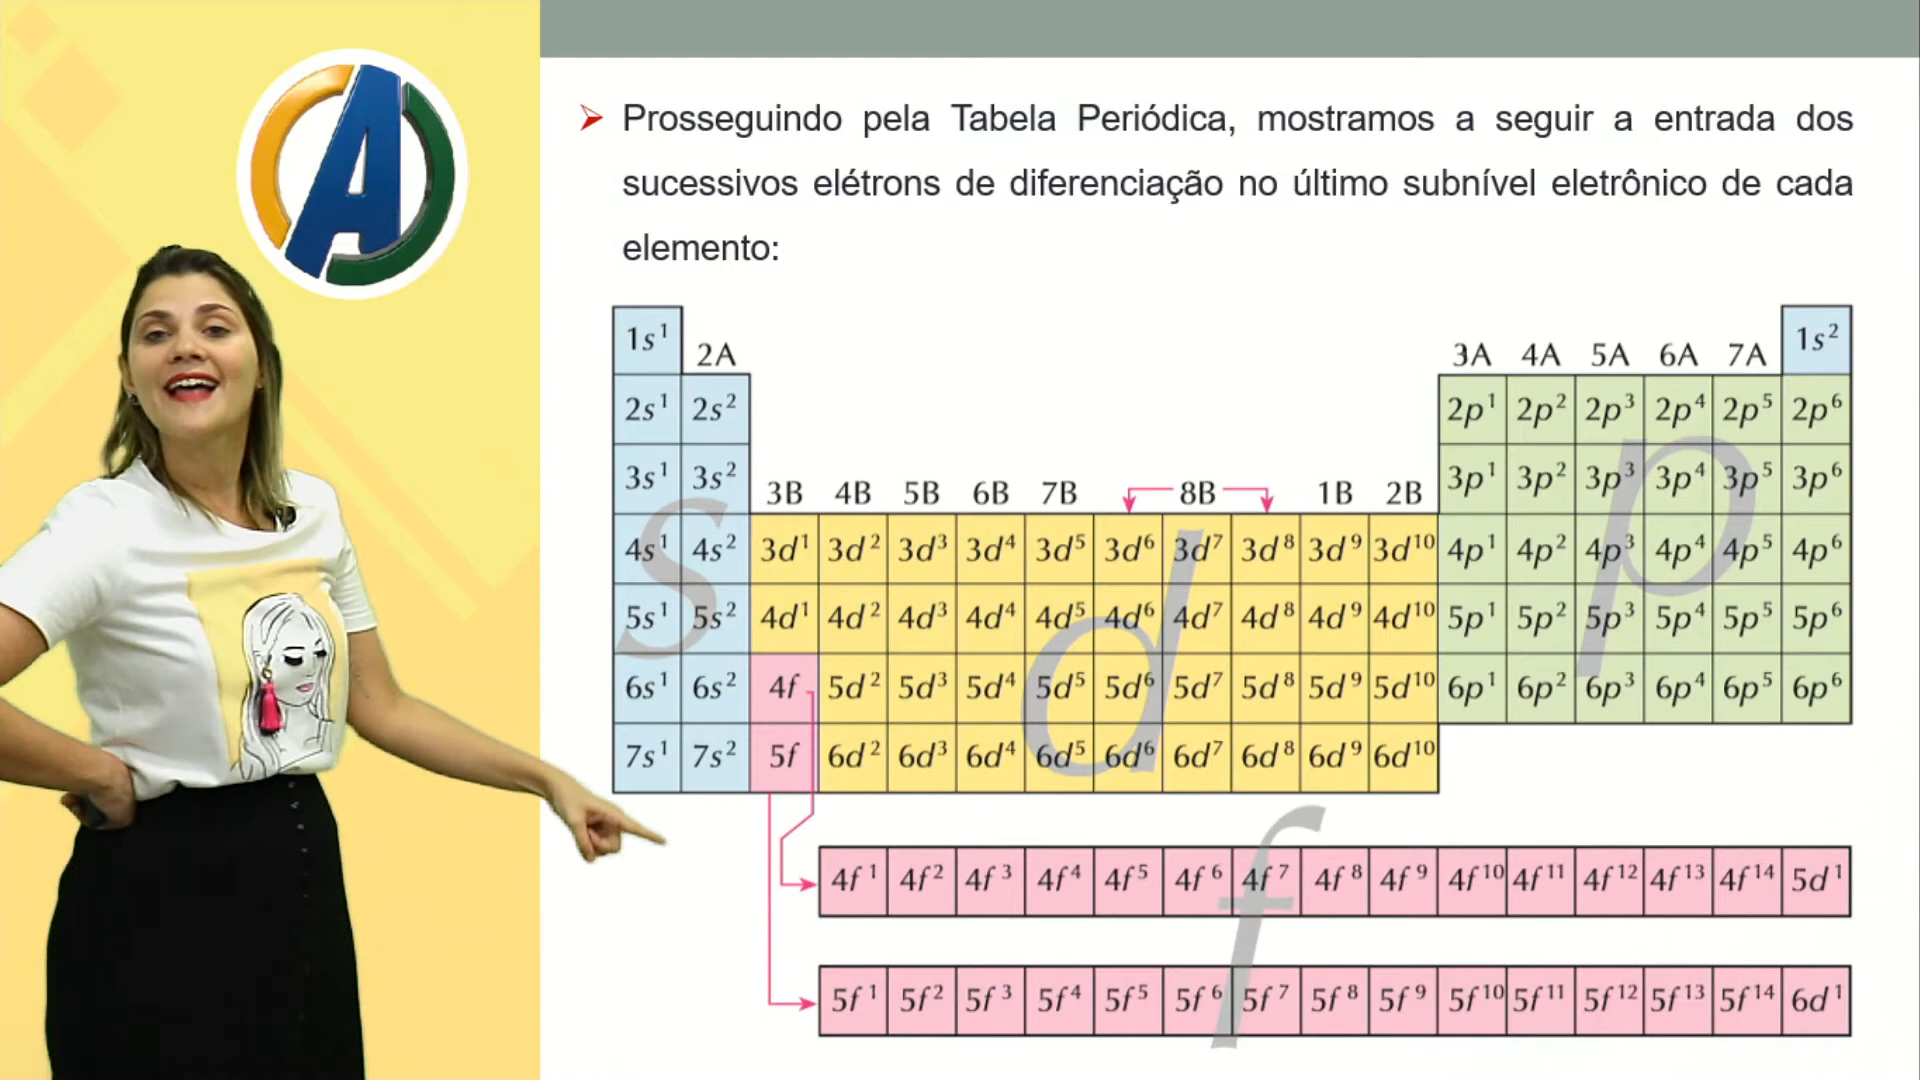 A
Prosseguindo pela Tabela Periódica, mostramos a seguir a entrada dos
sucessivos elétrons de diferenciação no último subnível eletrônico de cada
elemento:
1s¹ 1s²
2A 3A 4A 5A 6A 7A
2s¹ 2s² 2p¹ 2p² 2p³ 2p⁴ 2p⁵ 2p⁶
3s¹ 3s² 3p¹ 3p² 3p³ 3p⁴ 3p⁵ 3p⁶
3B 4B 5B 6B 7B 8B 1B 2B
4s¹ 4s² 3d¹ 3d² 3d³ 3d⁴ 3d⁵ 3d⁶ 3d⁷ 3d⁸ 3d⁹ 3d¹⁰ 4p¹ 4p² 4p³ 4p⁴ 4p⁵ 4p⁶
5s¹ 5s² 4d¹ 4d² 4d³ 4d⁴ 4d⁵ 4d⁶ 4d⁷ 4d⁸ 4d⁹ 4d¹⁰ 5p¹ 5p² 5p³ 5p⁴ 5p⁵ 5p⁶
6s¹ 6s² 4f 5d² 5d³ 5d⁴ 5d⁵ 5d⁶ 5d⁷ 5d⁸ 5d⁹ 5d¹⁰ 6p¹ 6p² 6p³ 6p⁴ 6p⁵ 6p⁶
7s¹ 7s² 5f 6d² 6d³ 6d⁴ 6d⁵ 6d⁶ 6d⁷ 6d⁸ 6d⁹ 6d¹⁰
s d p
f
4f¹ 4f² 4f³ 4f⁴ 4f⁵ 4f⁶ 4f⁷ 4f⁸ 4f⁹ 4f¹⁰ 4f¹¹ 4f¹² 4f¹³ 4f¹⁴ 5d¹
5f¹ 5f² 5f³ 5f⁴ 5f⁵ 5f⁶ 5f⁷ 5f⁸ 5f⁹ 5f¹⁰ 5f¹¹ 5f¹² 5f¹³ 5f¹⁴ 6d¹